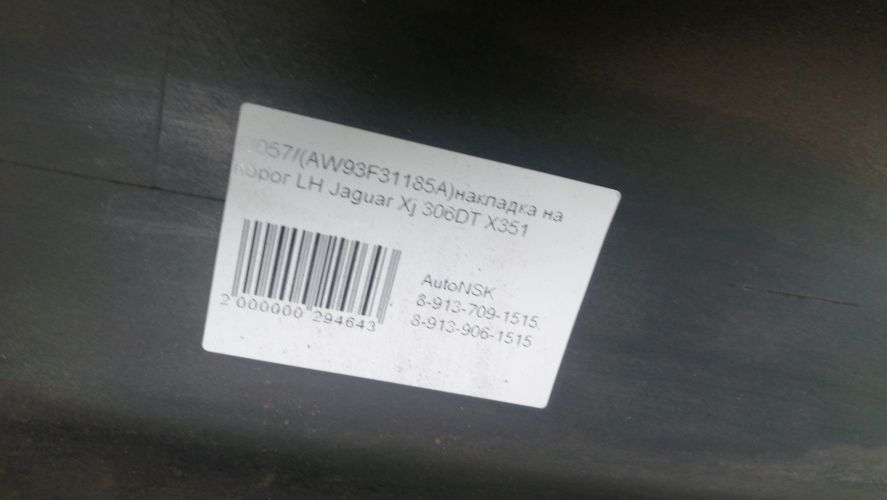 (AW93F31185A)накладка на
порог LH Jaguar Xj 306DT X351
AutoNSK
8-913-709-1515,
8-913-906-1515
2 000000 294643